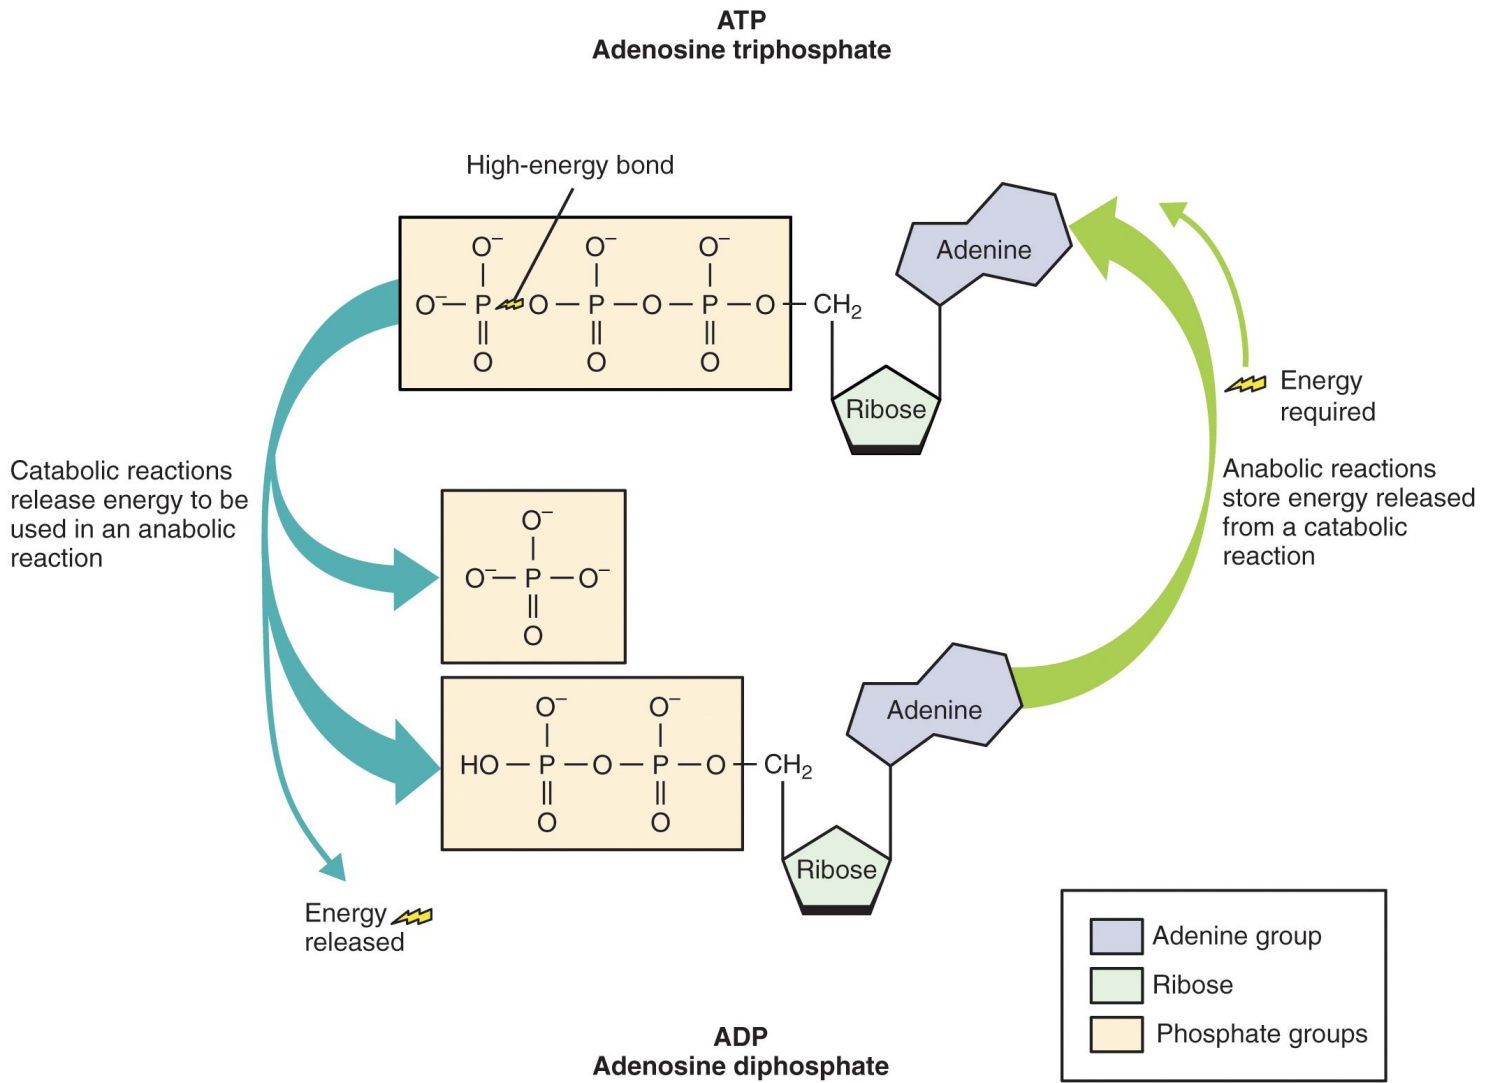 ATP
Adenosine triphosphate
High-energy bond
O⁻ O⁻ O⁻
O⁻ P O P O P O CH₂
O O O
Adenine
Ribose
Energy
required
Catabolic reactions
release energy to be
used in an anabolic
reaction
Anabolic reactions
store energy released
from a catabolic
reaction
O⁻
O⁻ P O⁻
O
O⁻ O⁻
HO P O P O CH₂
O O
Adenine
Ribose
Energy
released
Adenine group
Ribose
Phosphate groups
ADP
Adenosine diphosphate